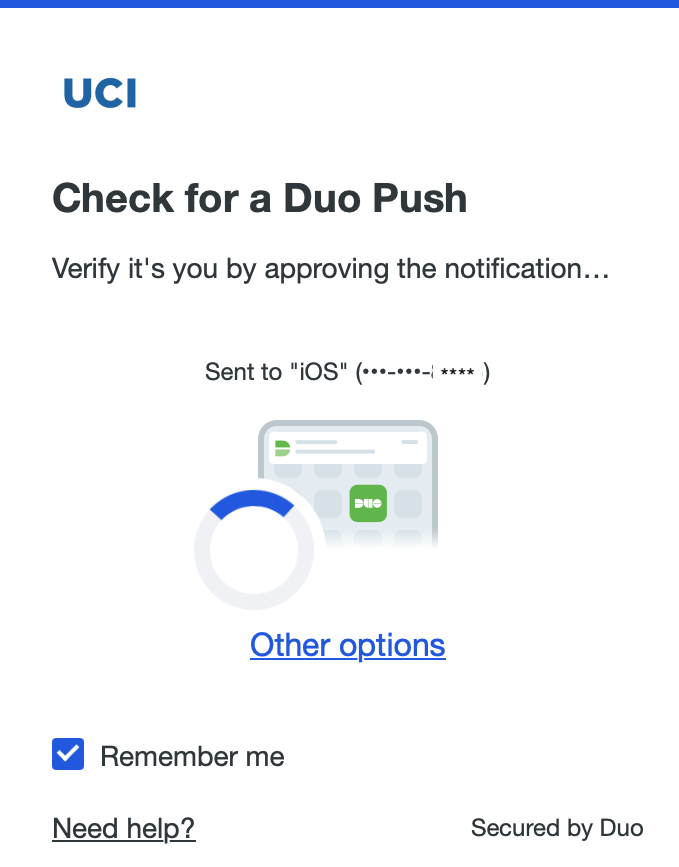 UCI
Check for a Duo Push
Verify it's you by approving the notification...
Sent to "iOS" (•••-•••- **** )
DUO
Other options
Remember me
Need help?
Secured by Duo